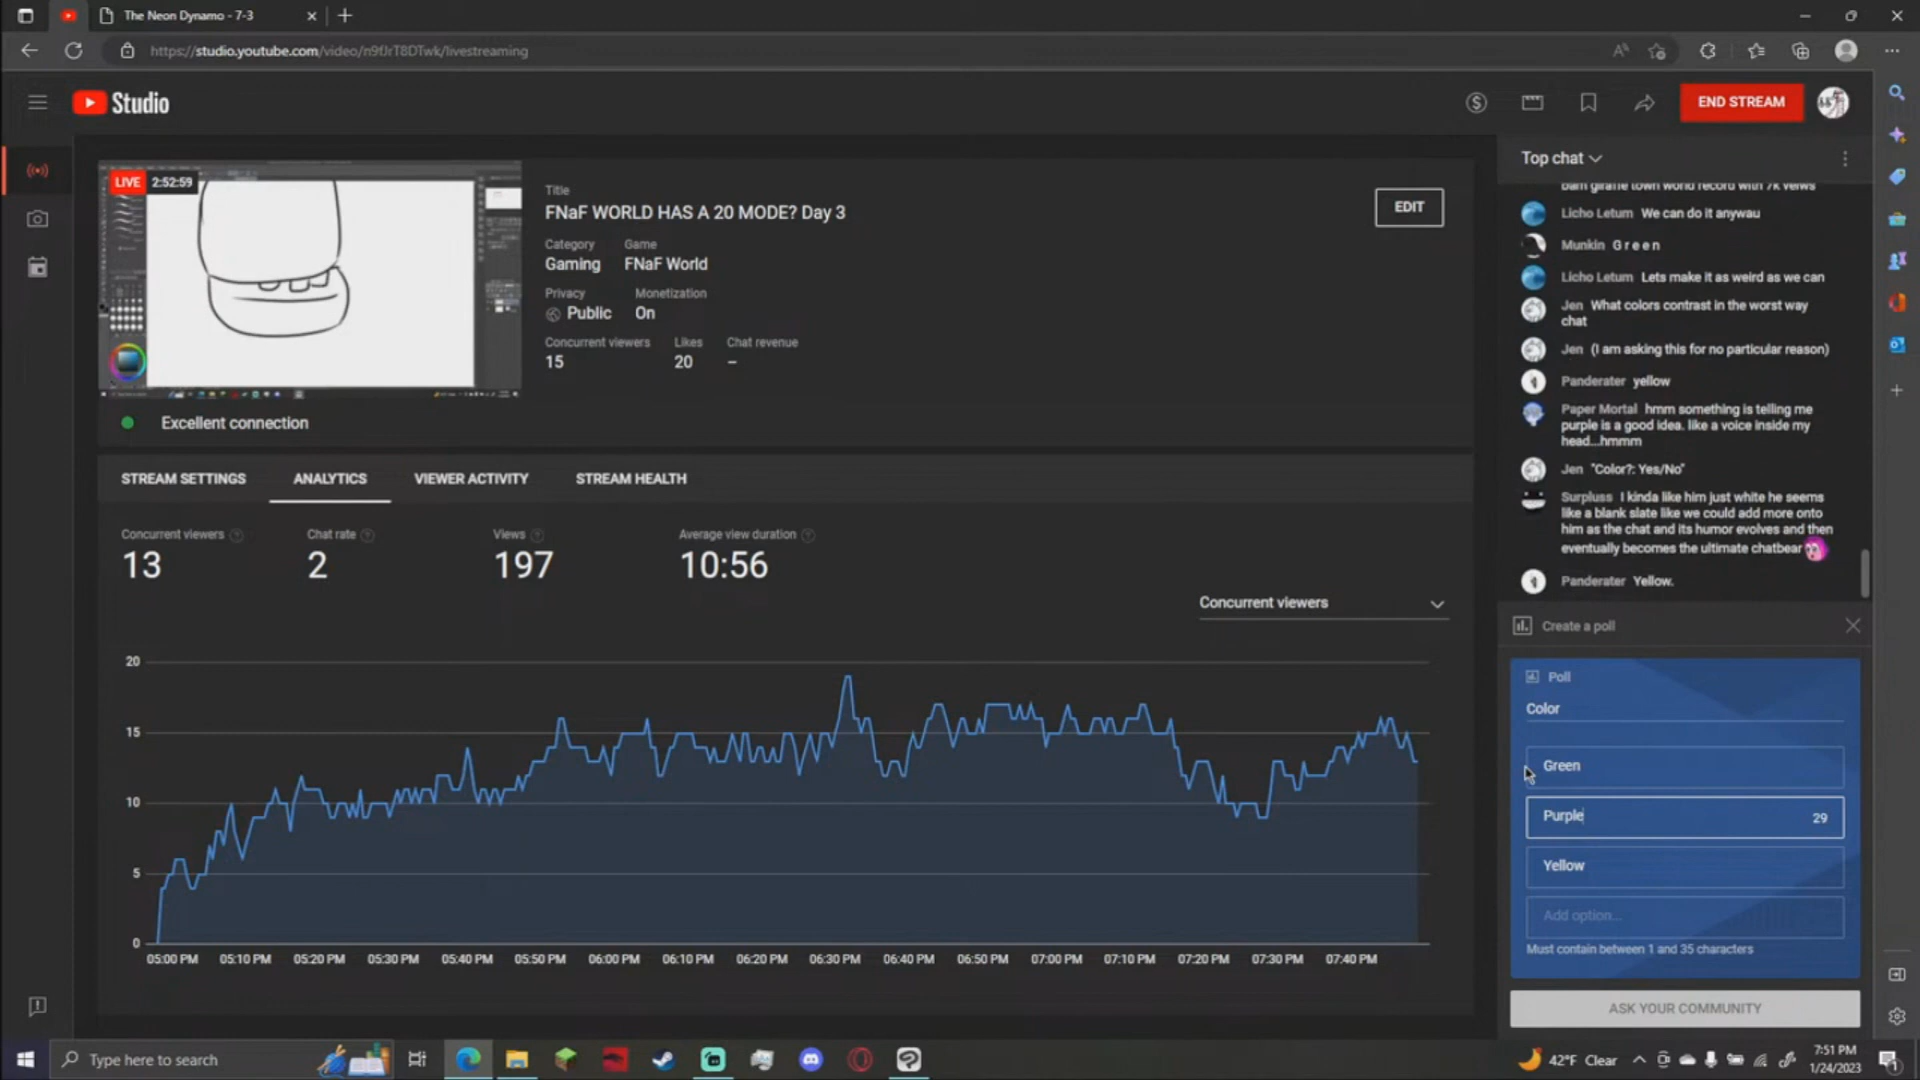 The Neon Dynamo - 7-3
https://studio.youtube.com/video/n9fJrT8DTwk/livestreaming
Studio
END STREAM
LIVE 2:52:59
Title
FNaF WORLD HAS A 20 MODE? Day 3
EDIT
Category Game
Gaming FNaF World
Privacy Monetization
Public On
Concurrent viewers Likes Chat revenue
15 20 –
Excellent connection
STREAM SETTINGS ANALYTICS VIEWER ACTIVITY STREAM HEALTH
Concurrent viewers Chat rate Views Average view duration
13 2 197 10:56
Concurrent viewers
20
15
10
5
0
05:00 PM 05:10 PM 05:20 PM 05:30 PM 05:40 PM 05:50 PM 06:00 PM 06:10 PM 06:20 PM 06:30 PM 06:40 PM 06:50 PM 07:00 PM 07:10 PM 07:20 PM 07:30 PM 07:40 PM
Top chat
giraffe town world record with 7k veiws
Licho Letum We can do it anywau
Munkin G r e e n
Licho Letum Lets make it as weird as we can
Jen What colors contrast in the worst way
chat
Jen (I am asking this for no particular reason)
Panderater yellow
Paper Mortal hmm something is telling me
purple is a good idea. like a voice inside my
head...hmmm
Jen "Color?: Yes/No"
Surpluss I kinda like him just white he seems
like a blank slate like we could add more onto
him as the chat and its humor evolves and then
eventually becomes the ultimate chatbear
Panderater Yellow.
Create a poll
Poll
Color
Green
Purple 29
Yellow
Add option...
Must contain between 1 and 35 characters
ASK YOUR COMMUNITY
Type here to search
42°F Clear
7:51 PM
1/24/2023